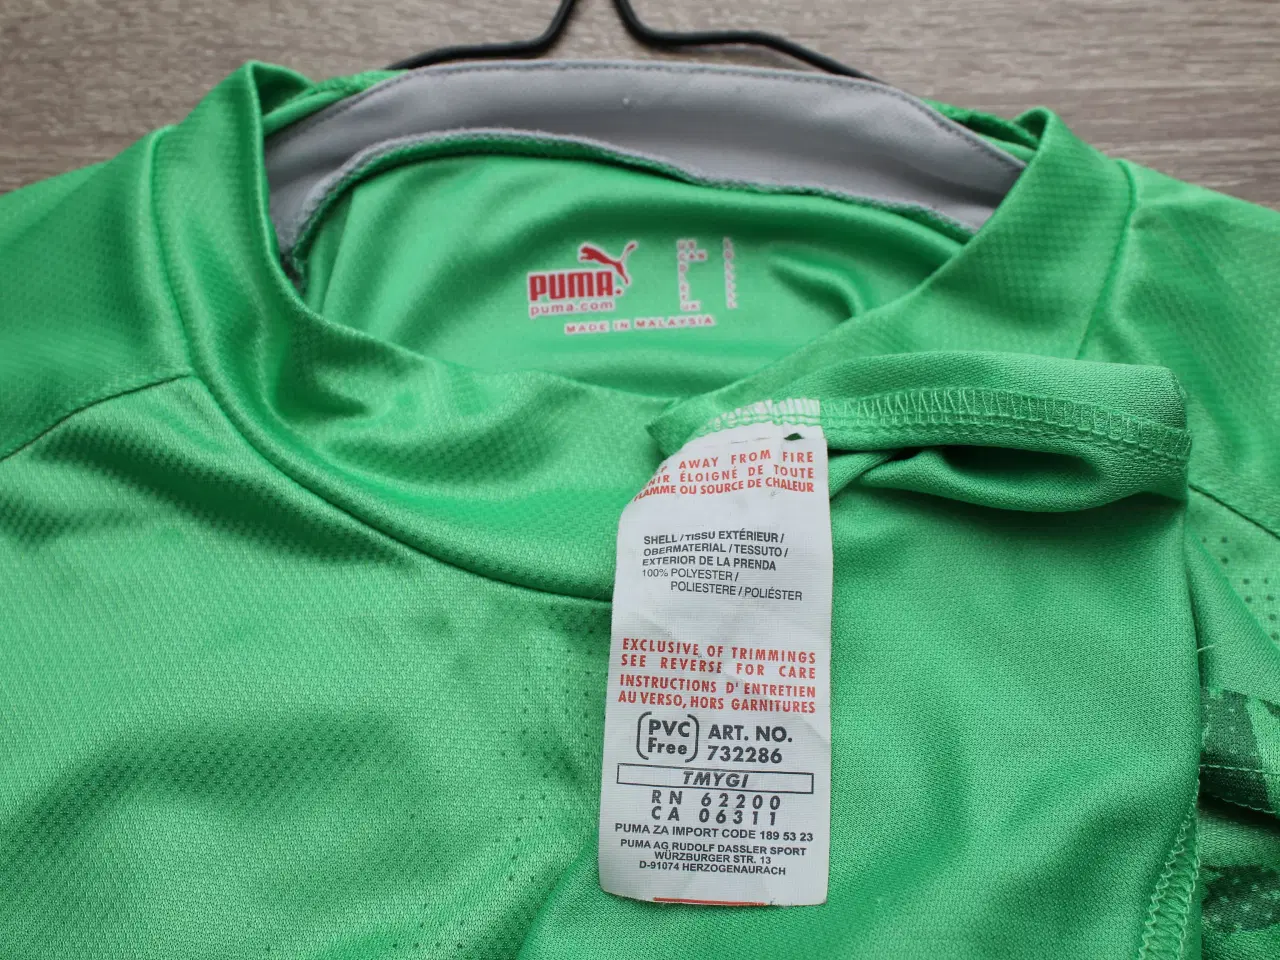 PUMA.
puma.com
MADE IN MALAYSIA
AWAY FROM FIRE
ÉLOIGNÉ DE TOUTE
FLAMME OU SOURCE DE CHALEUR
SHELL / TISSU EXTÉRIEUR /
OBERMATERIAL / TESSUTO /
EXTERIOR DE LA PRENDA
100% POLYESTER /
POLIESTERE / POLIÉSTER
EXCLUSIVE OF TRIMMINGS
SEE REVERSE FOR CARE
INSTRUCTIONS D'ENTRETIEN
AU VERSO, HORS GARNITURES
PVC Free
ART. NO.
732286
TMYGI
RN 62200
CA 06311
PUMA ZA IMPORT CODE 189 53 23
PUMA AG RUDOLF DASSLER SPORT
WÜRZBURGER STR. 13
D-91074 HERZOGENAURACH